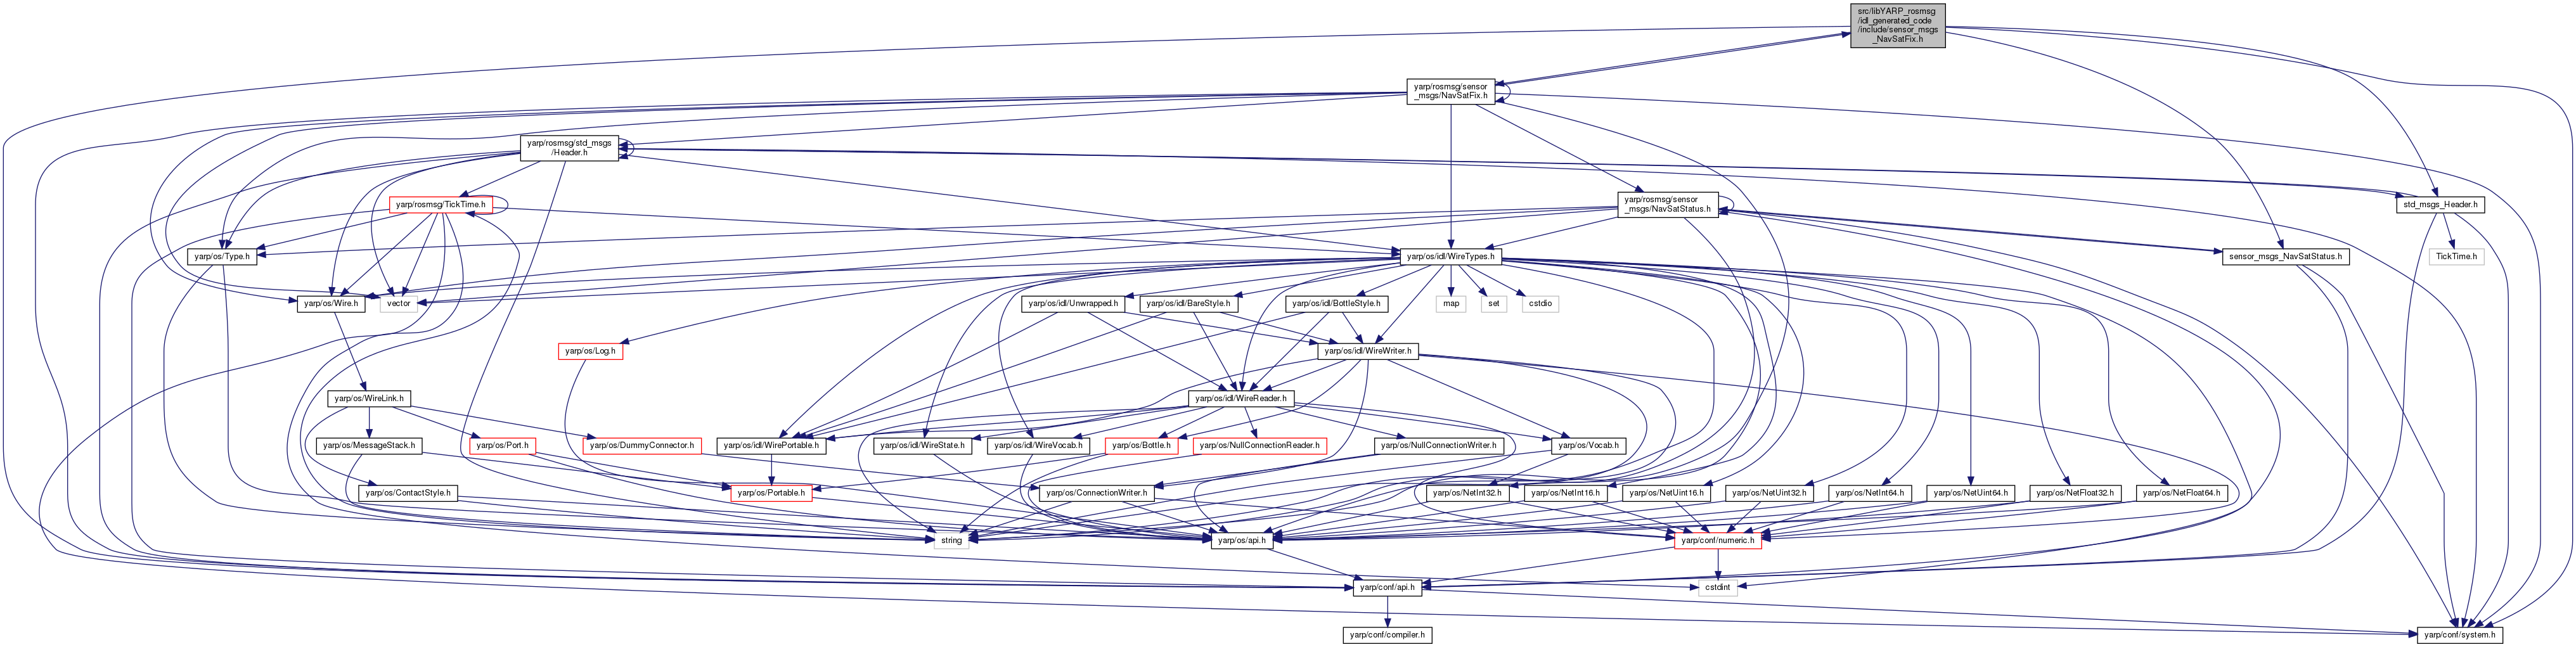 src/libYARP_rosmsg
/idl_generated_code
/include/sensor_msgs
_NavSatFix.h
yarp/rosmsg/sensor
_msgs/NavSatFix.h
yarp/rosmsg/std_msgs
/Header.h
yarp/rosmsg/TickTime.h
yarp/rosmsg/sensor
_msgs/NavSatStatus.h
std_msgs_Header.h
yarp/os/Type.h
yarp/os/idl/WireTypes.h
sensor_msgs_NavSatStatus.h
TickTime.h
yarp/os/Wire.h
vector
yarp/os/idl/Unwrapped.h
yarp/os/idl/BareStyle.h
yarp/os/idl/BottleStyle.h
map
set
cstdio
yarp/os/Log.h
yarp/os/idl/WireWriter.h
yarp/os/WireLink.h
yarp/os/idl/WireReader.h
yarp/os/MessageStack.h
yarp/os/Port.h
yarp/os/DummyConnector.h
yarp/os/idl/WirePortable.h
yarp/os/idl/WireState.h
yarp/os/idl/WireVocab.h
yarp/os/Bottle.h
yarp/os/NullConnectionReader.h
yarp/os/NullConnectionWriter.h
yarp/os/Vocab.h
yarp/os/ContactStyle.h
yarp/os/Portable.h
yarp/os/ConnectionWriter.h
yarp/os/NetInt32.h
yarp/os/NetInt16.h
yarp/os/NetUint16.h
yarp/os/NetUint32.h
yarp/os/NetInt64.h
yarp/os/NetUint64.h
yarp/os/NetFloat32.h
yarp/os/NetFloat64.h
string
yarp/os/api.h
yarp/conf/numeric.h
yarp/conf/api.h
cstdint
yarp/conf/compiler.h
yarp/conf/system.h